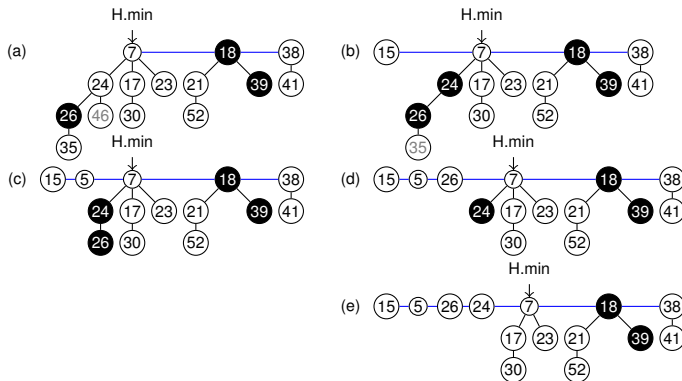 H.min H.min
(a) 7 18 38 (b) 15 7 18 38
24 17 23 21 39 41 24 17 23 21 39 41
26 46 30 52 26 30 52
35 H.min 35 H.min
(c) 15 5 7 18 38 (d) 15 5 26 7 18 38
24 17 23 21 39 41 24 17 23 21 39 41
26 30 52 30 52
H.min
(e) 15 5 26 24 7 18 38
17 23 21 39 41
30 52